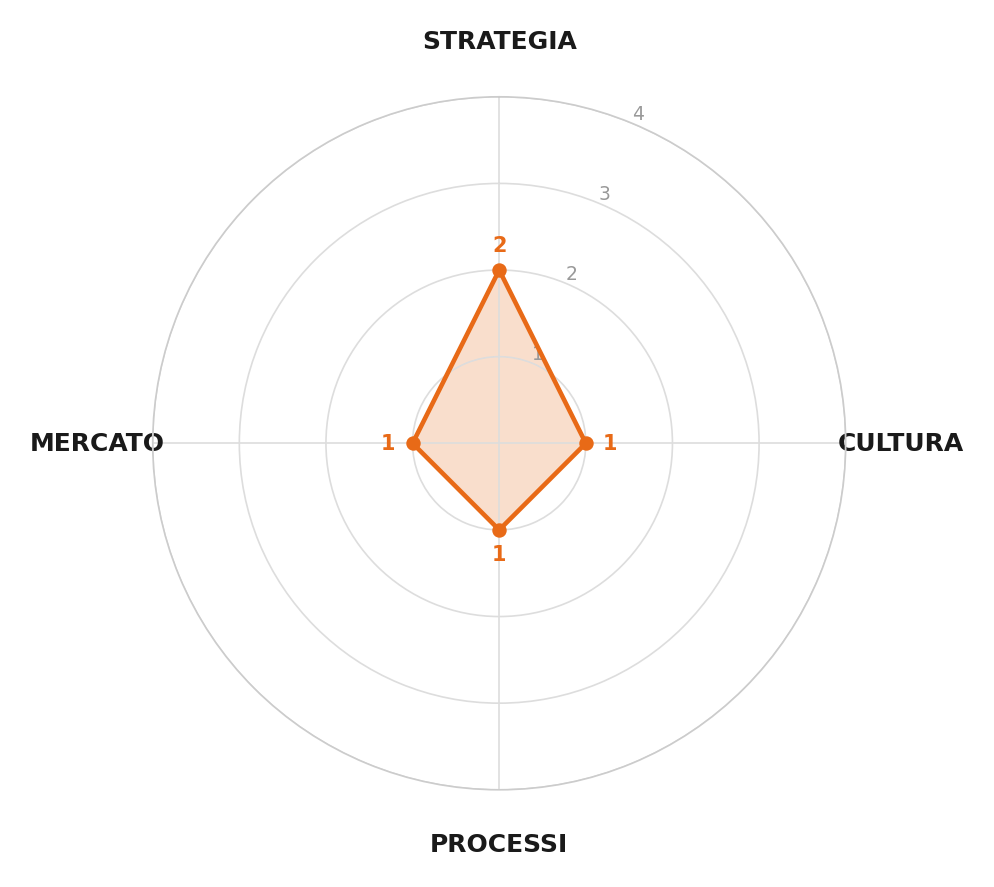 STRATEGIA
4
3
2
2
1
MERCATO
1
1
CULTURA
1
PROCESSI